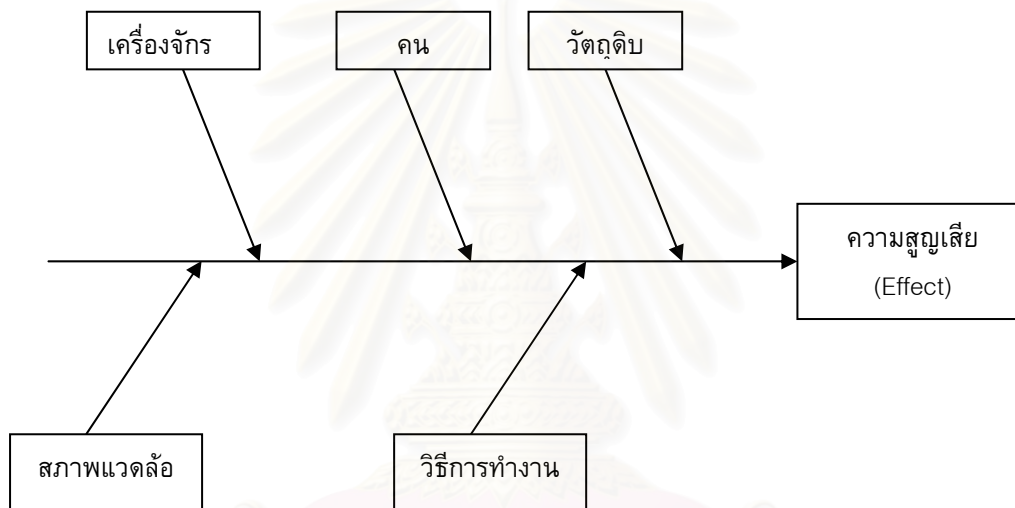 เครื่องจักร
คน
วัตถุดิบ
ความสูญเสีย
(Effect)
สภาพแวดล้อ
วิธีการทำงาน